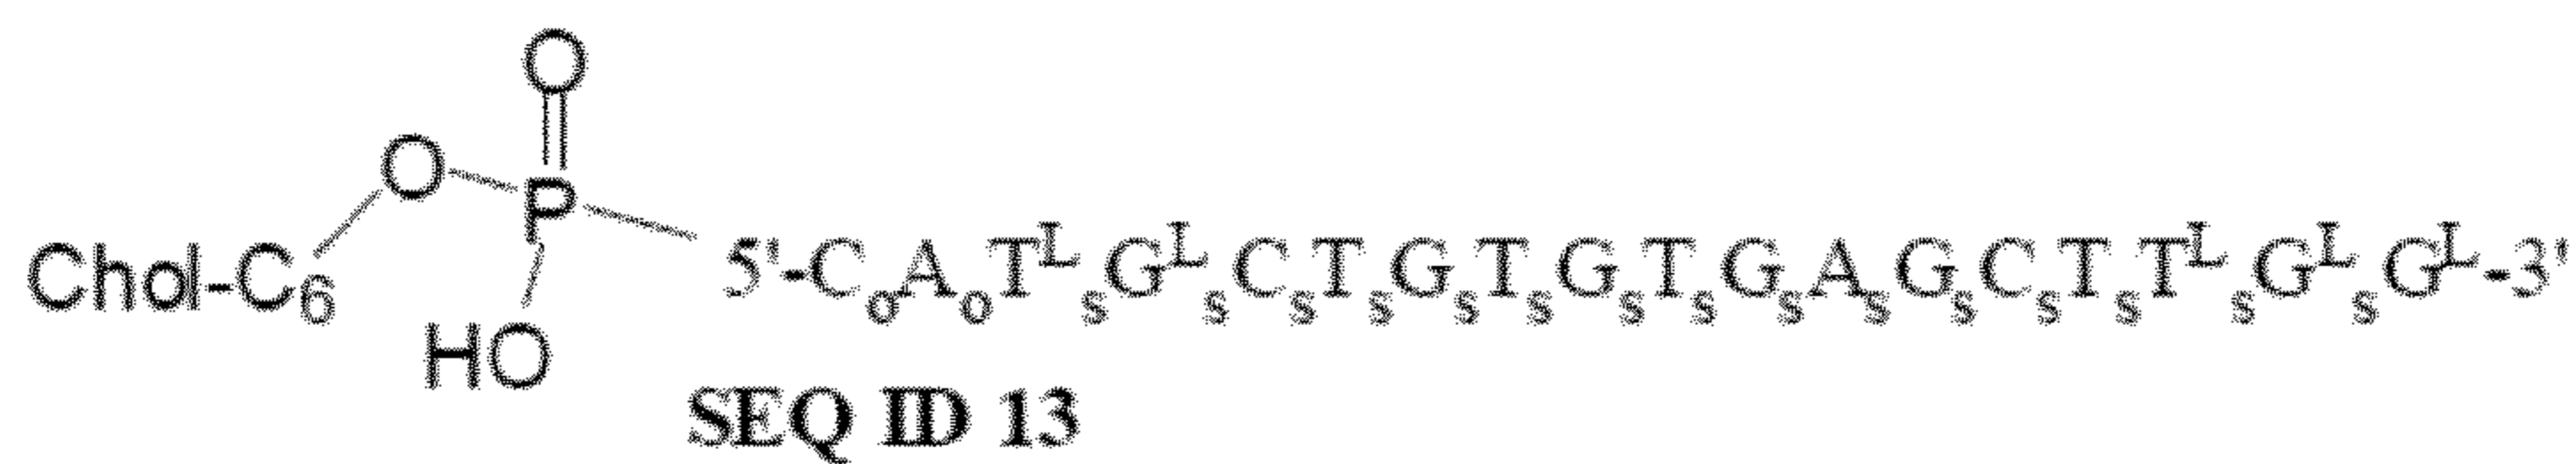 O
O P
Chol-C₆ 5'-CₒAₒTᴸₛGᴸₛCₛTₛGₛTₛGₛTₛGₛAₛGₛCₛTₛTᴸₛGᴸₛGᴸ-3'
HO
SEQ ID 13